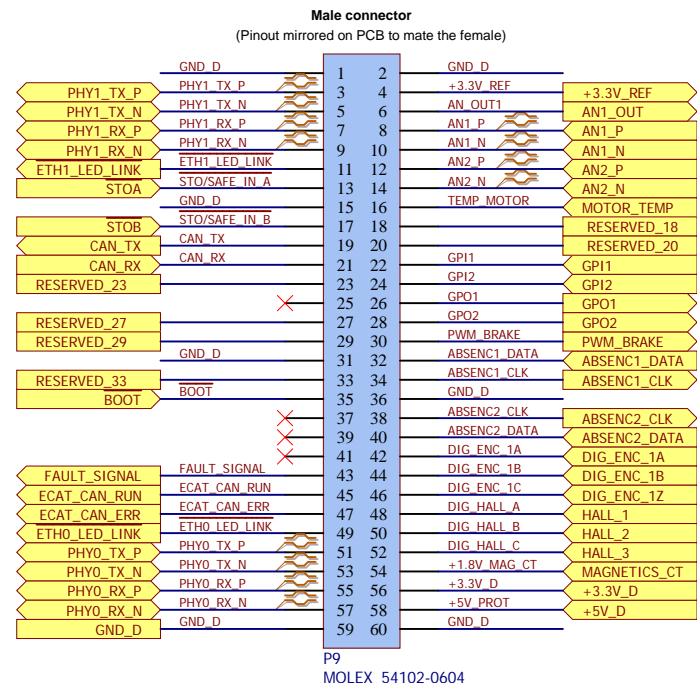 Male connector
(Pinout mirrored on PCB to mate the female)
GND_D 1 2 GND_D
PHY1_TX_P PHY1_TX_P 3 4 +3.3V_REF +3.3V_REF
PHY1_TX_N PHY1_TX_N 5 6 AN_OUT1 AN1_OUT
PHY1_RX_P PHY1_RX_P 7 8 AN1_P AN1_P
PHY1_RX_N PHY1_RX_N 9 10 AN1_N AN1_N
ETH1_LED_LINK ETH1_LED_LINK 11 12 AN2_P AN2_P
STOA STO/SAFE_IN_A 13 14 AN2_N AN2_N
GND_D 15 16 TEMP_MOTOR MOTOR_TEMP
STOB STO/SAFE_IN_B 17 18 RESERVED_18
CAN_TX CAN_TX 19 20 RESERVED_20
CAN_RX CAN_RX 21 22 GPI1 GPI1
RESERVED_23 23 24 GPI2 GPI2
25 26 GPO1 GPO1
RESERVED_27 27 28 GPO2 GPO2
RESERVED_29 29 30 PWM_BRAKE PWM_BRAKE
GND_D 31 32 ABSENC1_DATA ABSENC1_DATA
RESERVED_33 33 34 ABSENC1_CLK ABSENC1_CLK
BOOT BOOT 35 36 GND_D
37 38 ABSENC2_CLK ABSENC2_CLK
39 40 ABSENC2_DATA ABSENC2_DATA
41 42 DIG_ENC_1A DIG_ENC_1A
FAULT_SIGNAL FAULT_SIGNAL 43 44 DIG_ENC_1B DIG_ENC_1B
ECAT_CAN_RUN ECAT_CAN_RUN 45 46 DIG_ENC_1C DIG_ENC_1Z
ECAT_CAN_ERR ECAT_CAN_ERR 47 48 DIG_HALL_A HALL_1
ETH0_LED_LINK ETH0_LED_LINK 49 50 DIG_HALL_B HALL_2
PHY0_TX_P PHY0_TX_P 51 52 DIG_HALL_C HALL_3
PHY0_TX_N PHY0_TX_N 53 54 +1.8V_MAG_CT MAGNETICS_CT
PHY0_RX_P PHY0_RX_P 55 56 +3.3V_D +3.3V_D
PHY0_RX_N PHY0_RX_N 57 58 +5V_PROT +5V_D
GND_D GND_D 59 60 GND_D
P9
MOLEX 54102-0604